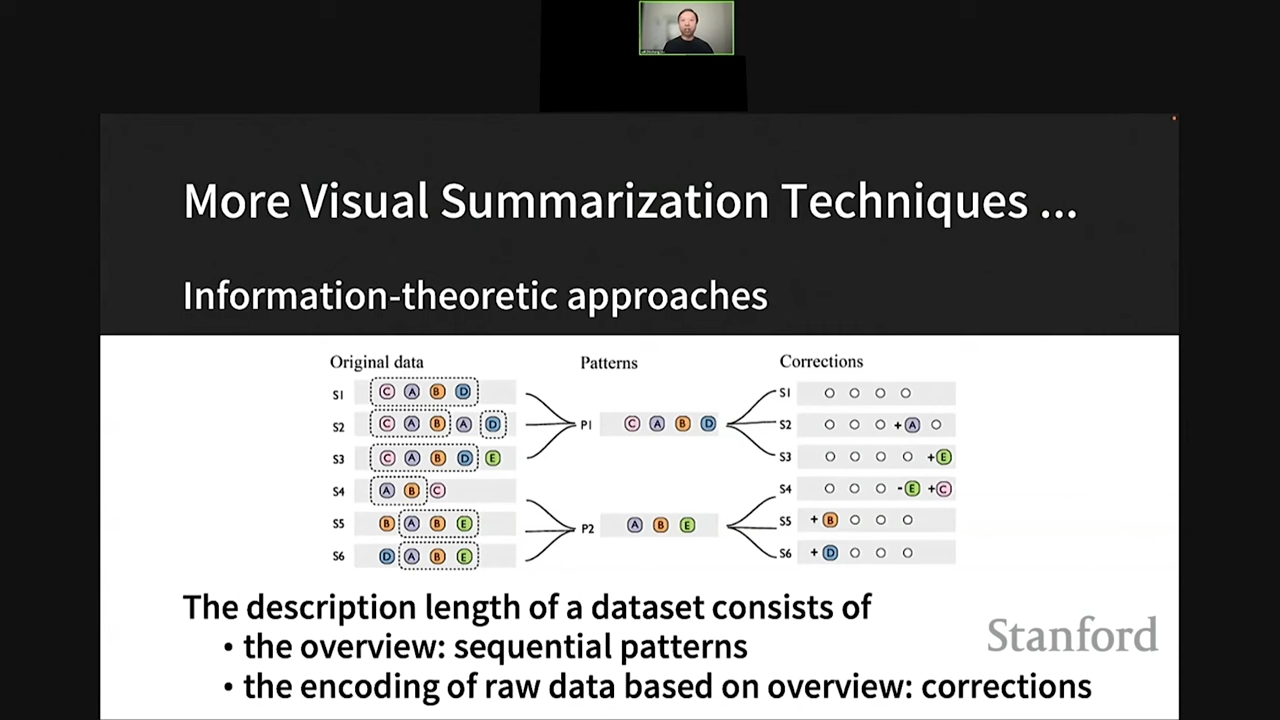 More Visual Summarization Techniques ...
Information-theoretic approaches
Original data Patterns Corrections
S1 C A B D S1
S2 C A B A D P1 C A B D S2 +A
S3 C A B D E S3 +E
S4 A B C S4 -E +C
S5 B A B E P2 A B E S5 +B
S6 D A B E S6 +D
The description length of a dataset consists of
• the overview: sequential patterns
• the encoding of raw data based on overview: corrections
Stanford